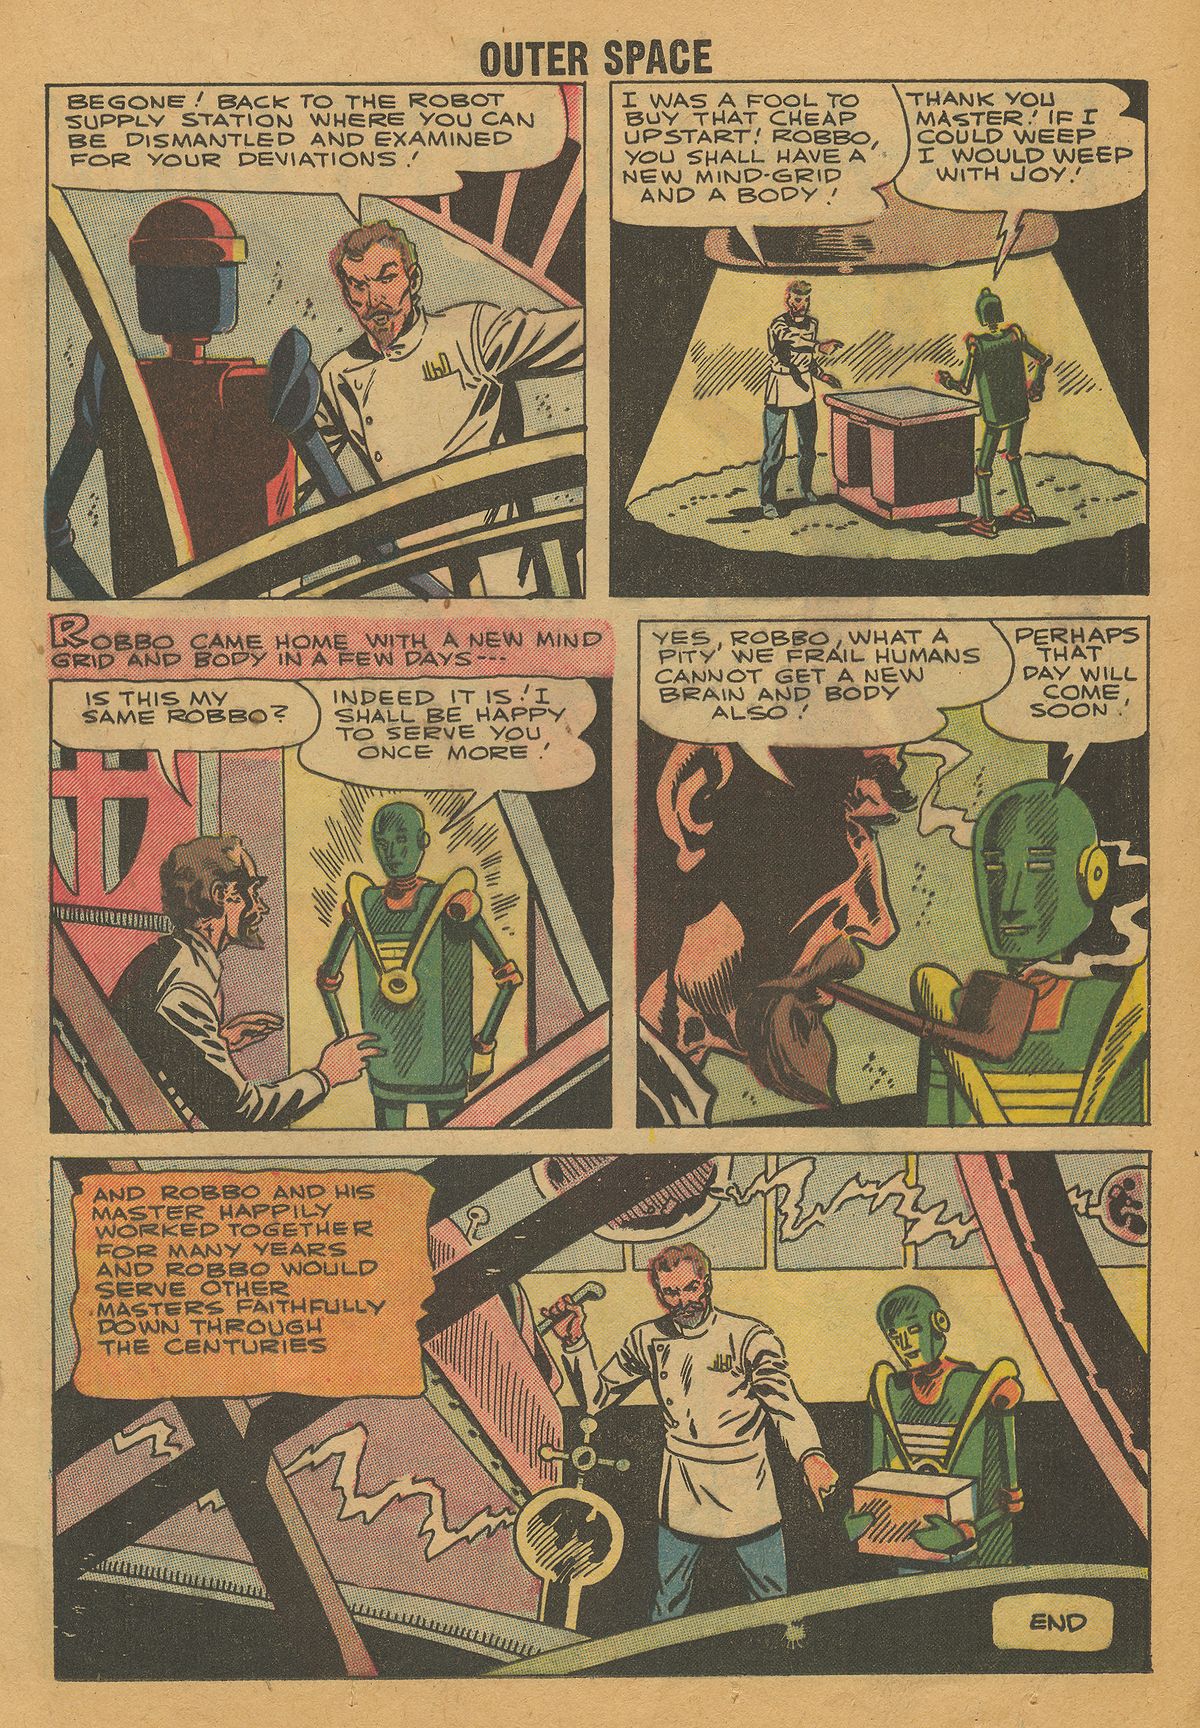 OUTER SPACE
BEGONE! BACK TO THE ROBOT
SUPPLY STATION WHERE YOU CAN
BE DISMANTLED AND EXAMINED
FOR YOUR DEVIATIONS!
I WAS A FOOL TO
BUY THAT CHEAP
UPSTART! ROBBO,
YOU SHALL HAVE A
NEW MIND-GRID
AND A BODY!
THANK YOU
MASTER! IF I
COULD WEEP
I WOULD WEEP
WITH JOY!
ROBBO CAME HOME WITH A NEW MIND
GRID AND BODY IN A FEW DAYS---
IS THIS MY
SAME ROBBO?
INDEED IT IS! I
SHALL BE HAPPY
TO SERVE YOU
ONCE MORE!
YES, ROBBO, WHAT A
PITY WE FRAIL HUMANS
CANNOT GET A NEW
BRAIN AND BODY
ALSO!
PERHAPS
THAT
DAY WILL
COME,
SOON!
AND ROBBO AND HIS
MASTER HAPPILY
WORKED TOGETHER
FOR MANY YEARS
AND ROBBO WOULD
SERVE OTHER
MASTERS FAITHFULLY
DOWN THROUGH
THE CENTURIES
END